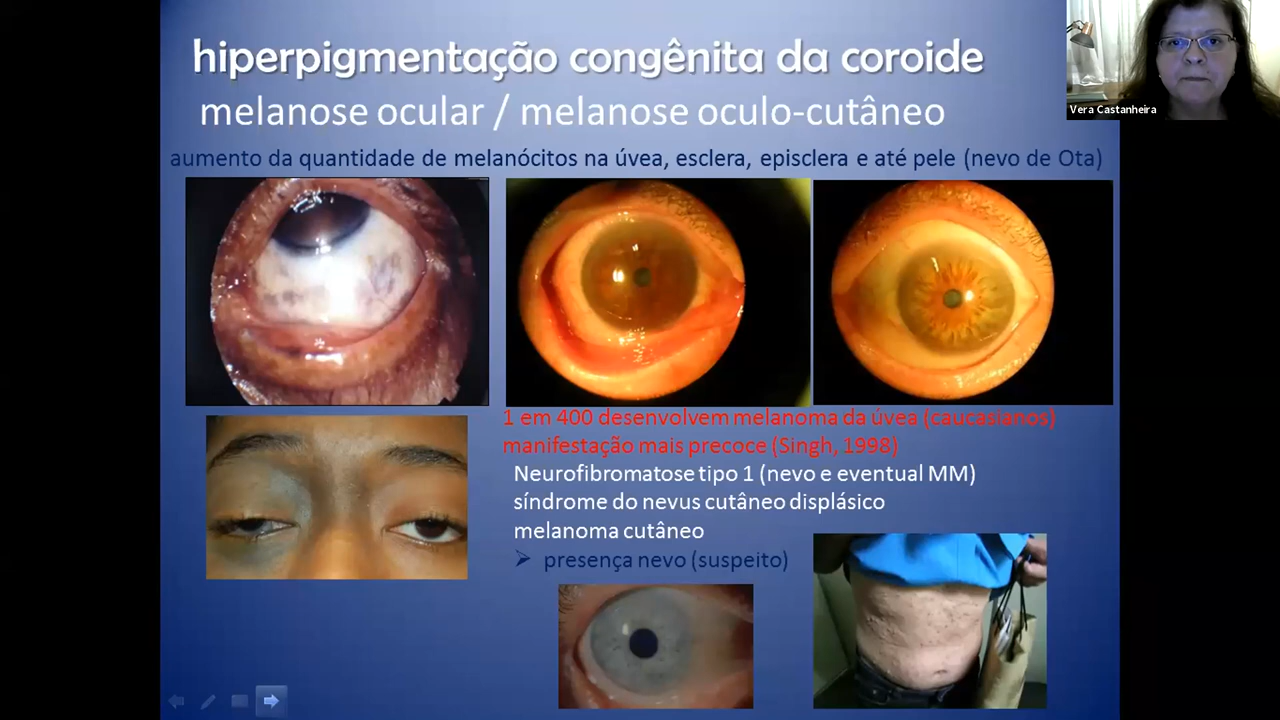 hiperpigmentação congênita da coroide
melanose ocular / melanose oculo-cutâneo
Vera Castanheira
aumento da quantidade de melanócitos na úvea, esclera, episclera e até pele (nevo de Ota)
1 em 400 desenvolvem melanoma da úvea (caucasianos)
manifestação mais precoce (Singh, 1998)
Neurofibromatose tipo 1 (nevo e eventual MM)
síndrome do nevus cutâneo displásico
melanoma cutâneo
➢ presença nevo (suspeito)